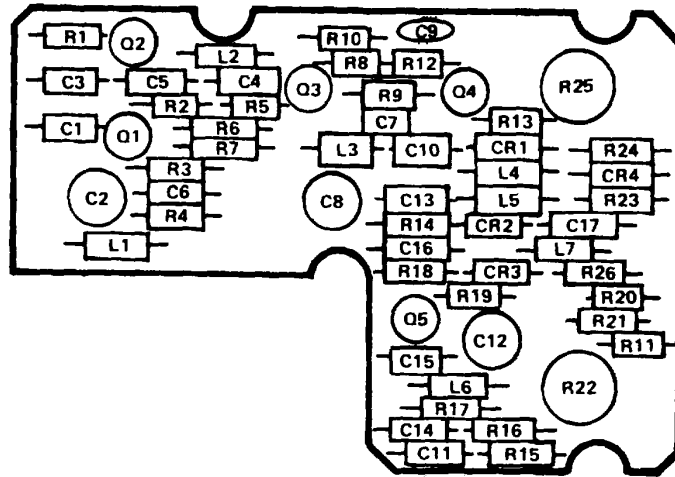 R1 Q2 L2 R10 C9
C3 C5 C4 R8 R12
R2 R5 Q3 R9 Q4 R25
C1 Q1 R6 C7 R13
R7 L3 C10 CR1 R24
R3 L4 CR4
C2 C6 C8 C13 L5 R23
R4 R14 CR2 C17
L1 C16 L7
R18 CR3 R26
R19 R20
Q5 C12 R21
C15 R11
L6 R22
R17
C14 R16
C11 R15